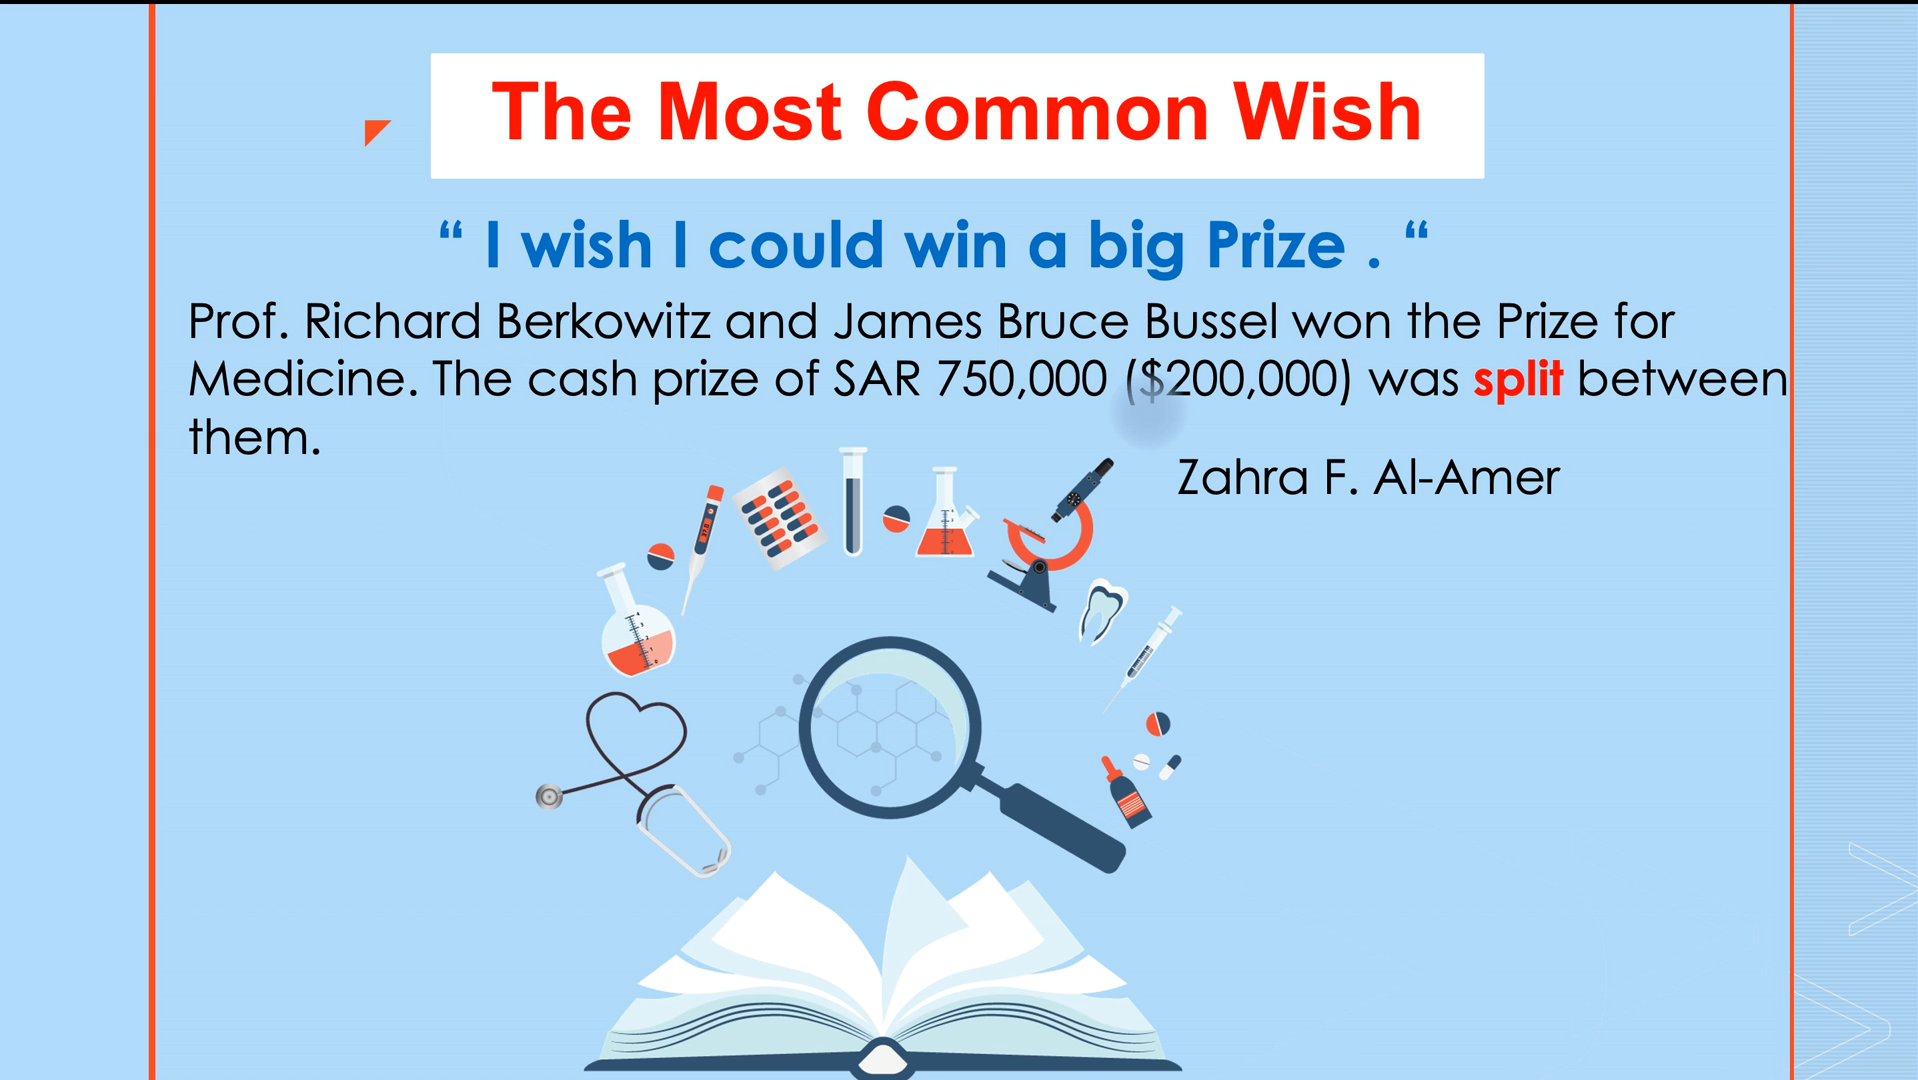 The Most Common Wish
“ I wish I could win a big Prize . “
Prof. Richard Berkowitz and James Bruce Bussel won the Prize for
Medicine. The cash prize of SAR 750,000 ($200,000) was split between
them.
Zahra F. Al-Amer